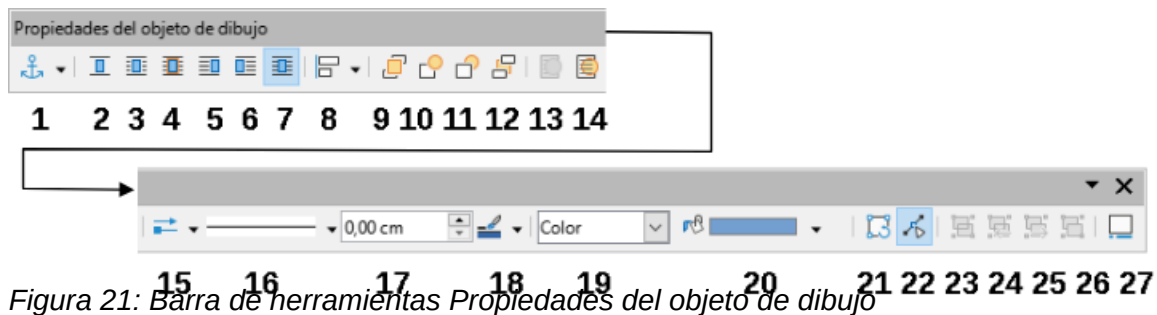 Propiedades del objeto de dibujo
1 2 3 4 5 6 7 8 9 10 11 12 13 14
0,00 cm Color
15 16 17 18 19 20 21 22 23 24 25 26 27
Figura 21: Barra de herramientas Propiedades del objeto de dibujo